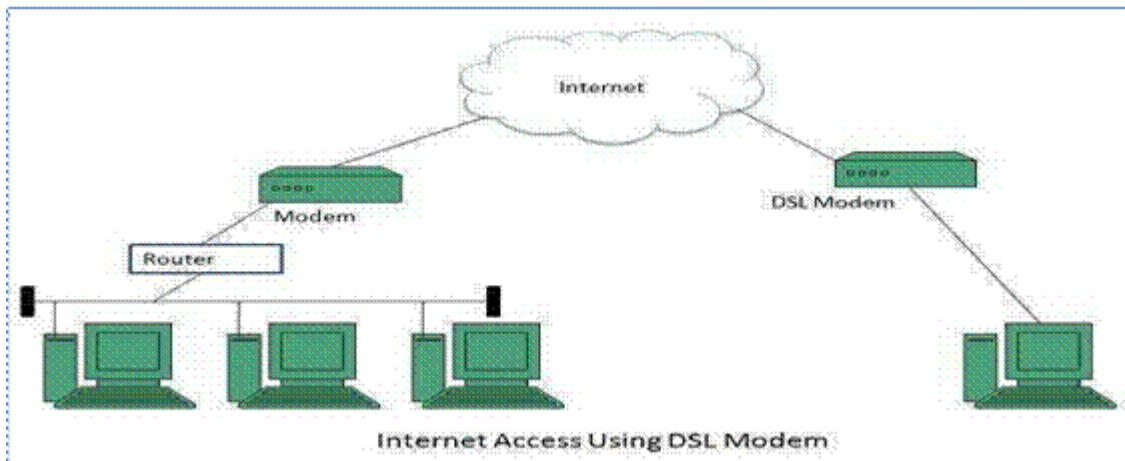 Internet
Modem
DSL Modem
Router
Internet Access Using DSL Modem